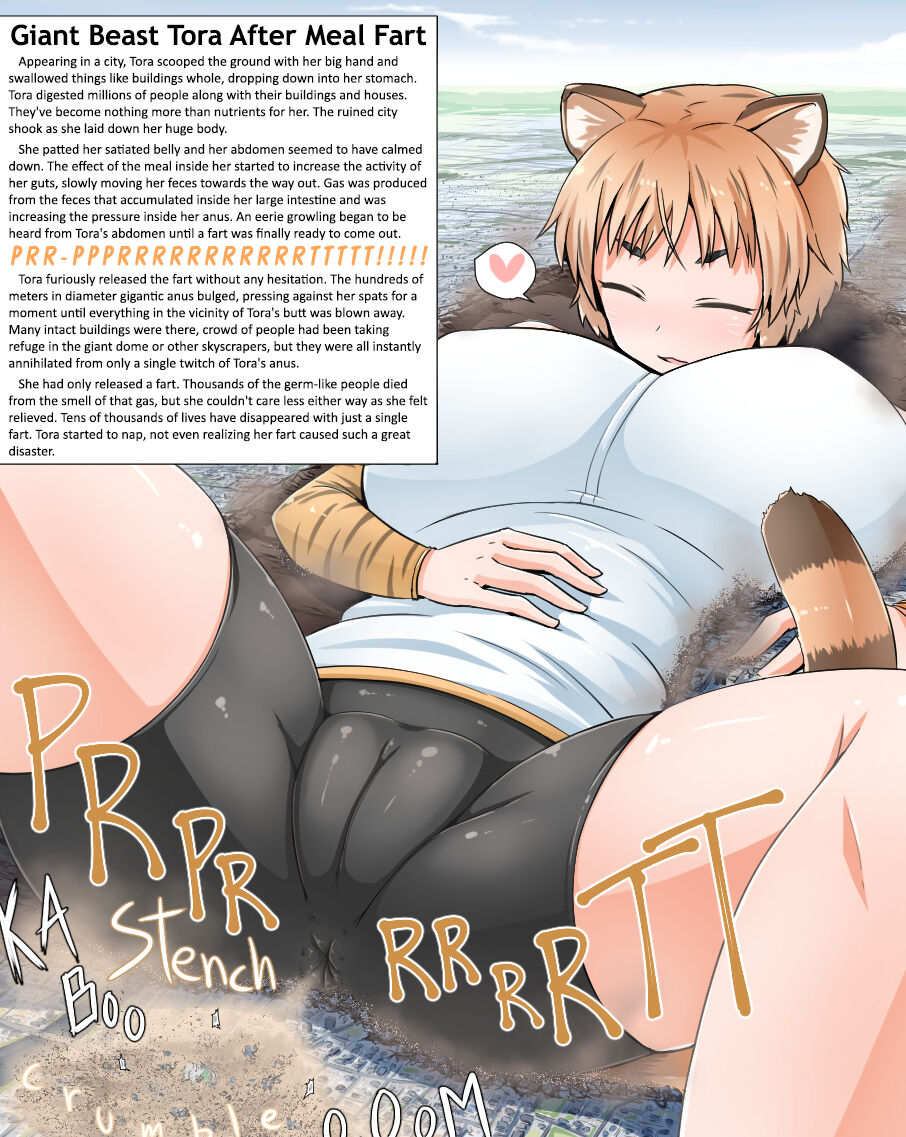 Giant Beast Tora After Meal Fart
Appearing in a city, Tora scooped the ground with her big hand and
swallowed things like buildings whole, dropping down into her stomach.
Tora digested millions of people along with their buildings and houses.
They've become nothing more than nutrients for her. The ruined city
shook as she laid down her huge body.
She patted her satiated belly and her abdomen seemed to have calmed
down. The effect of the meal inside her started to increase the activity of
her guts, slowly moving her feces towards the way out. Gas was produced
from the feces that accumulated inside her large intestine and was
increasing the pressure inside her anus. An eerie growling began to be
heard from Tora's abdomen until a fart was finally ready to come out.
PRR-PPPRRRRRRRRRRRRTTTTT!!!!!
Tora furiously released the fart without any hesitation. The hundreds of
meters in diameter gigantic anus bulged, pressing against her spats for a
moment until everything in the vicinity of Tora's butt was blown away.
Many intact buildings were there, crowd of people had been taking
refuge in the giant dome or other skyscrapers, but they were all instantly
annihilated from only a single twitch of Tora's anus.
She had only released a fart. Thousands of the germ-like people died
from the smell of that gas, but she couldn't care less either way as she felt
relieved. Tens of thousands of lives have disappeared with just a single
fart. Tora started to nap, not even realizing her fart caused such a great
disaster.
PRPR
RRRRTT
Stench
KA
BOO
OOOM
crumble